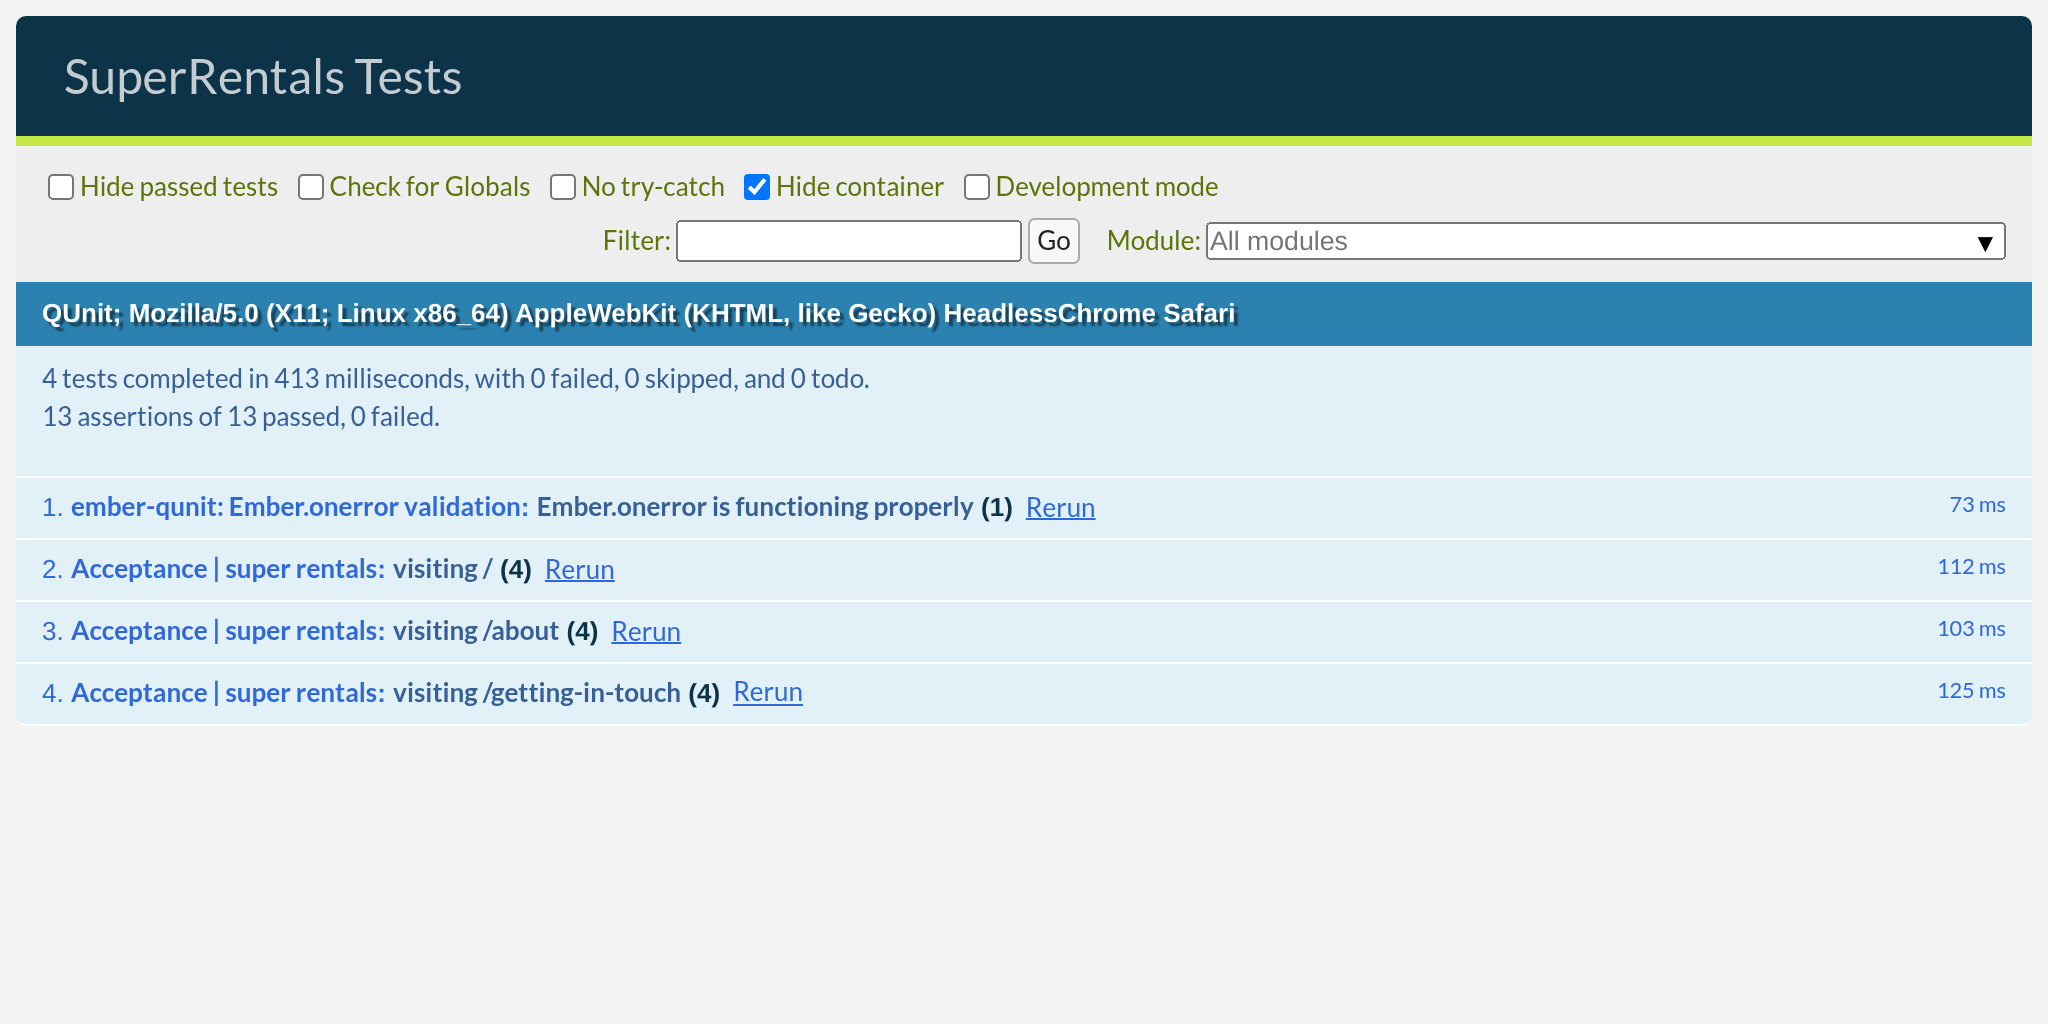 SuperRentals Tests
Hide passed tests Check for Globals No try-catch Hide container Development mode
Filter: Go Module: All modules ▼
QUnit; Mozilla/5.0 (X11; Linux x86_64) AppleWebKit (KHTML, like Gecko) HeadlessChrome Safari
4 tests completed in 413 milliseconds, with 0 failed, 0 skipped, and 0 todo.
13 assertions of 13 passed, 0 failed.
1. ember-qunit: Ember.onerror validation: Ember.onerror is functioning properly (1) Rerun 73 ms
2. Acceptance | super rentals: visiting / (4) Rerun 112 ms
3. Acceptance | super rentals: visiting /about (4) Rerun 103 ms
4. Acceptance | super rentals: visiting /getting-in-touch (4) Rerun 125 ms